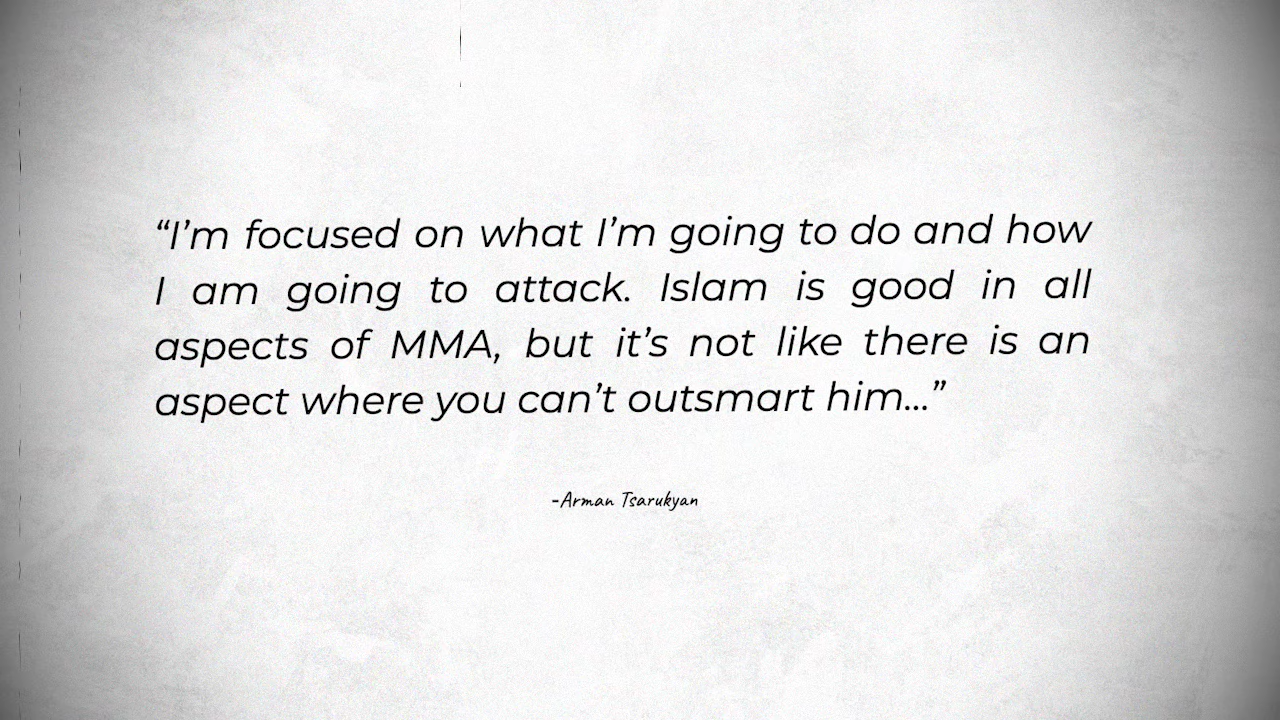 “I’m focused on what I’m going to do and how
I am going to attack. Islam is good in all
aspects of MMA, but it’s not like there is an
aspect where you can’t outsmart him...”
-Arman Tsarukyan